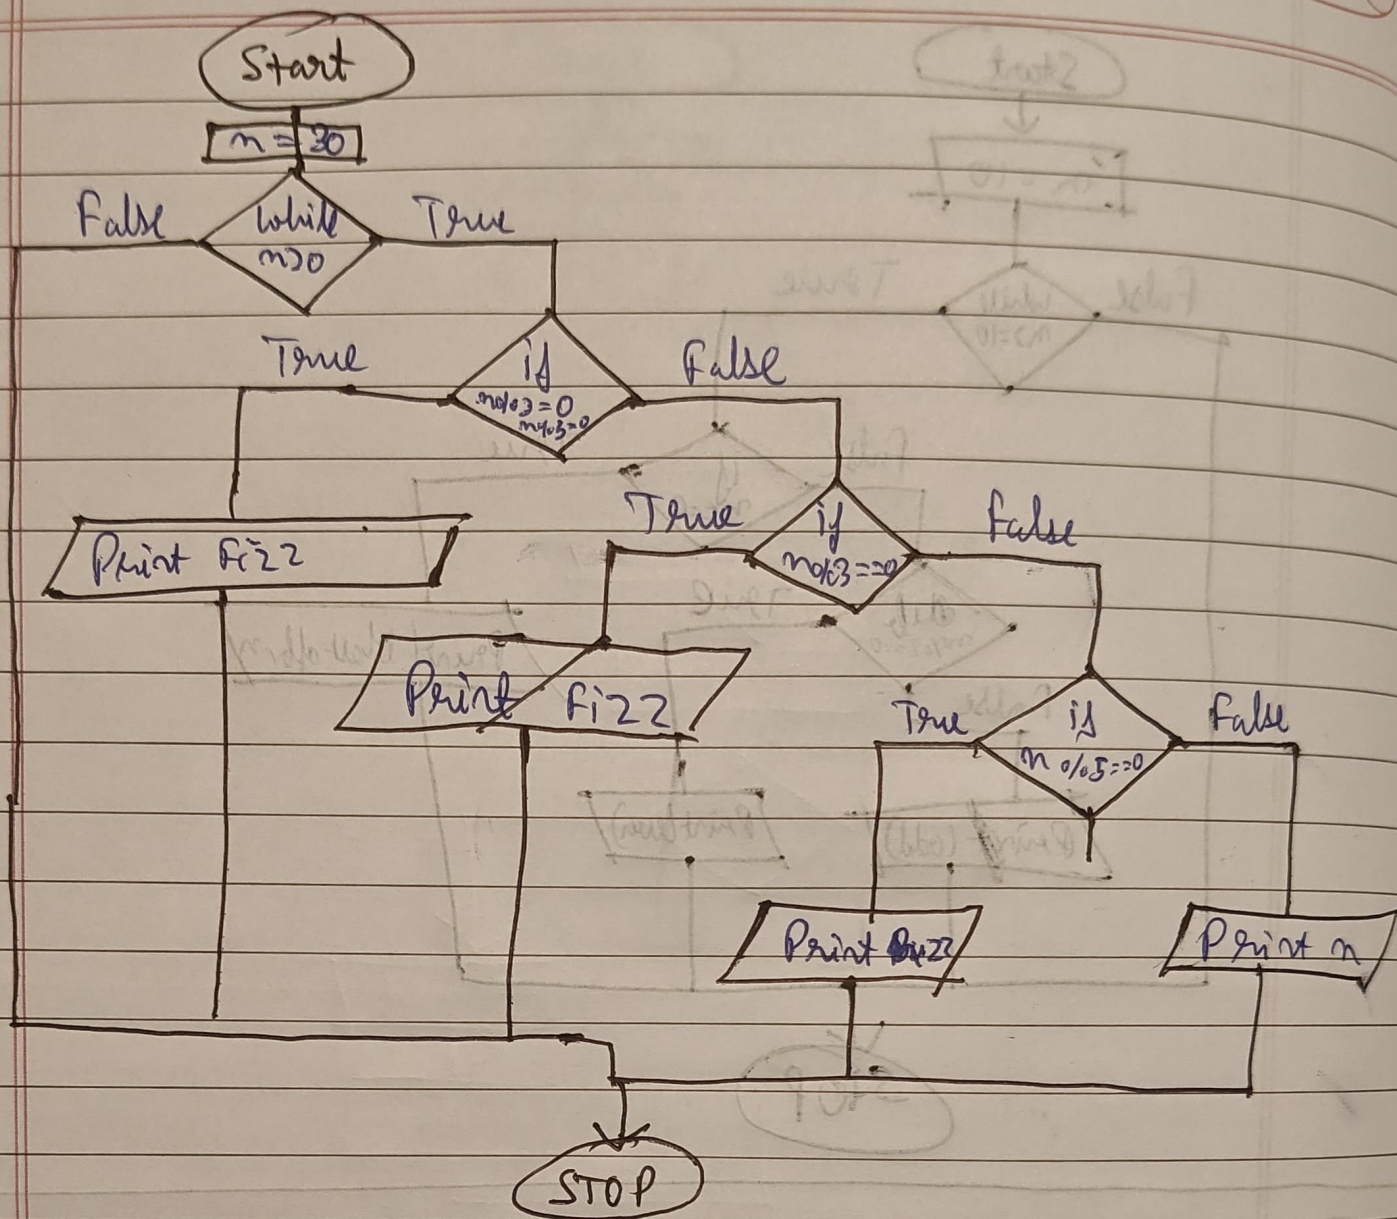 Start
n = 30
False
while
n>0
True
True
if
n%3=0
n%5=0
False
Print Fizz
True
if
n%3==0
False
Print Fizz
True
if
n%5==0
False
Print Buzz
Print n
STOP